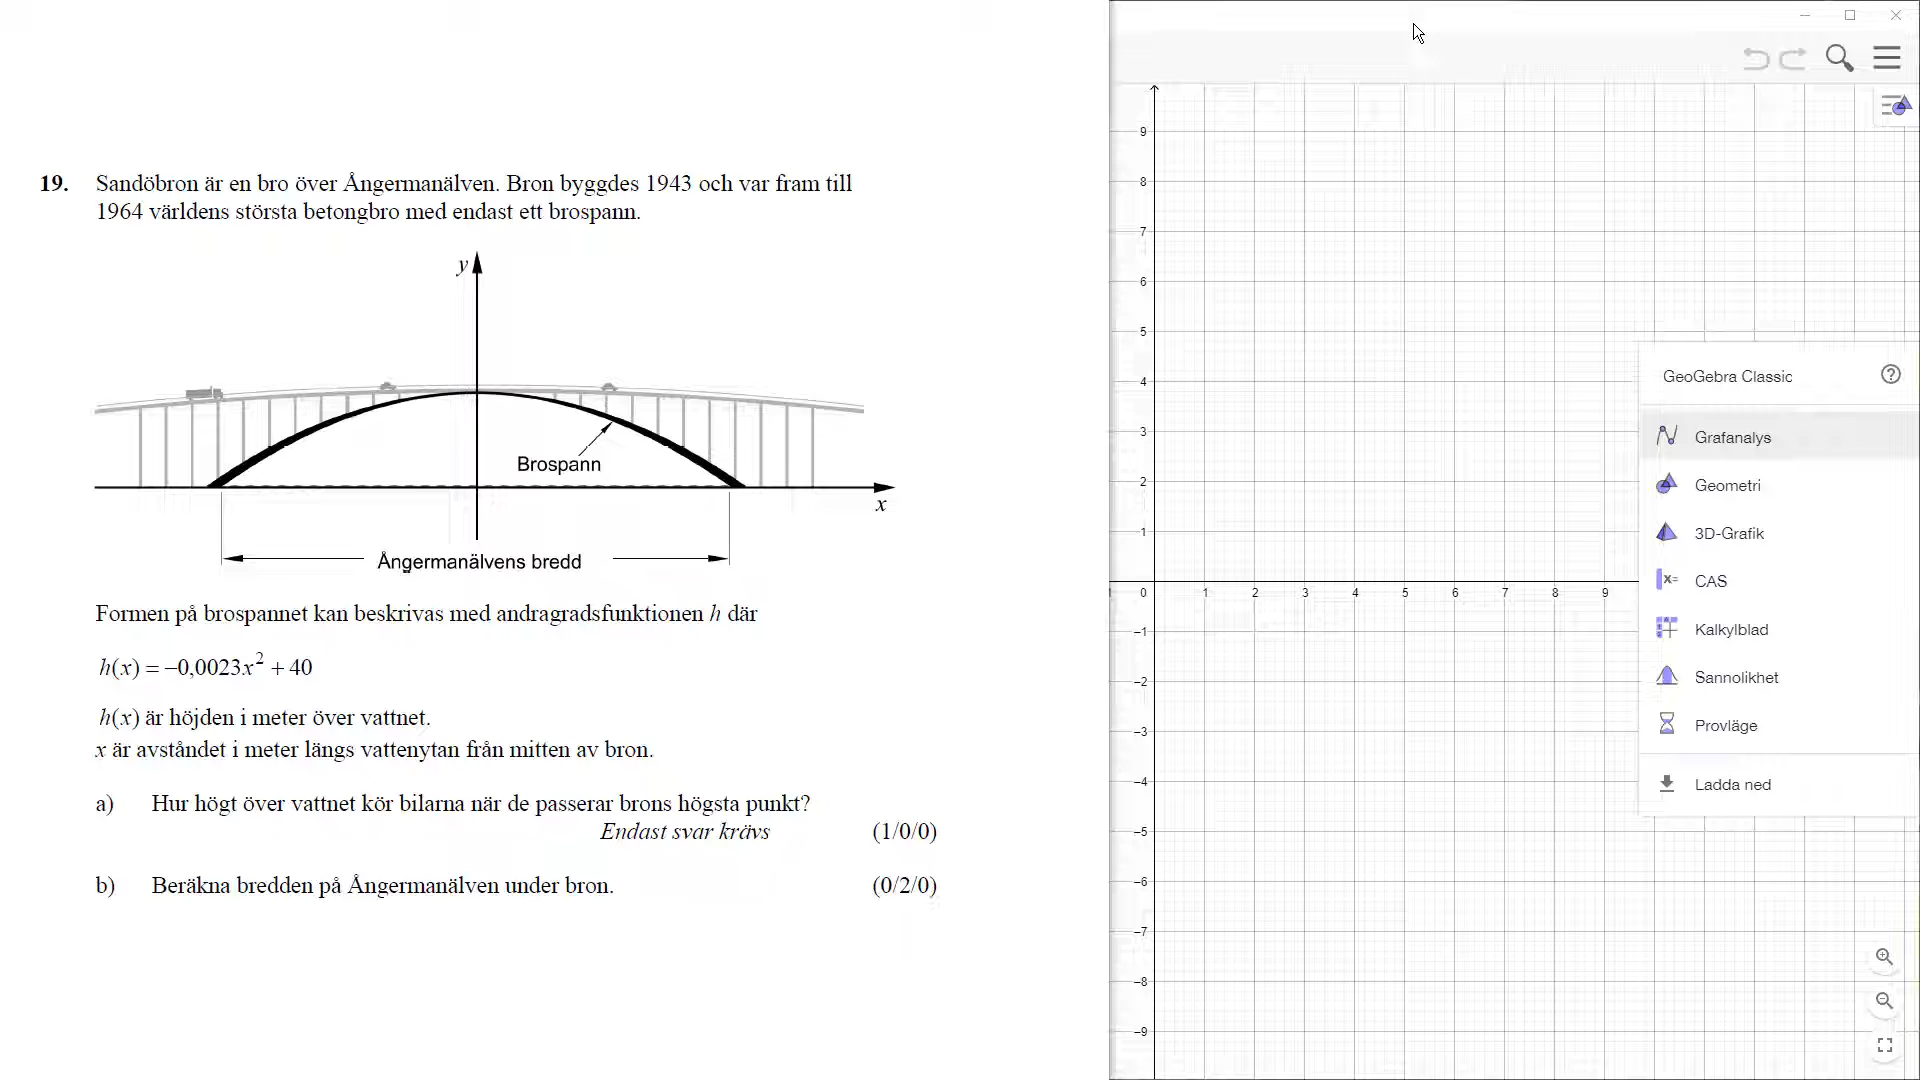 19. Sandöbron är en bro över Ångermanälven. Bron byggdes 1943 och var fram till
1964 världens största betongbro med endast ett brospann.
y
Brospann
x
Ångermanälvens bredd
Formen på brospannet kan beskrivas med andragradsfunktionen h där
h(x) = −0,0023x² + 40
h(x) är höjden i meter över vattnet.
x är avståndet i meter längs vattenytan från mitten av bron.
a) Hur högt över vattnet kör bilarna när de passerar brons högsta punkt?
Endast svar krävs (1/0/0)
b) Beräkna bredden på Ångermanälven under bron. (0/2/0)
9
8
7
6
5
4
3
2
1
0 1 2 3 4 5 6 7 8 9
−1
−2
−3
−4
−5
−6
−7
−8
−9
GeoGebra Classic
Grafanalys
Geometri
3D-Grafik
x= CAS
Kalkylblad
Sannolikhet
Provläge
Ladda ned